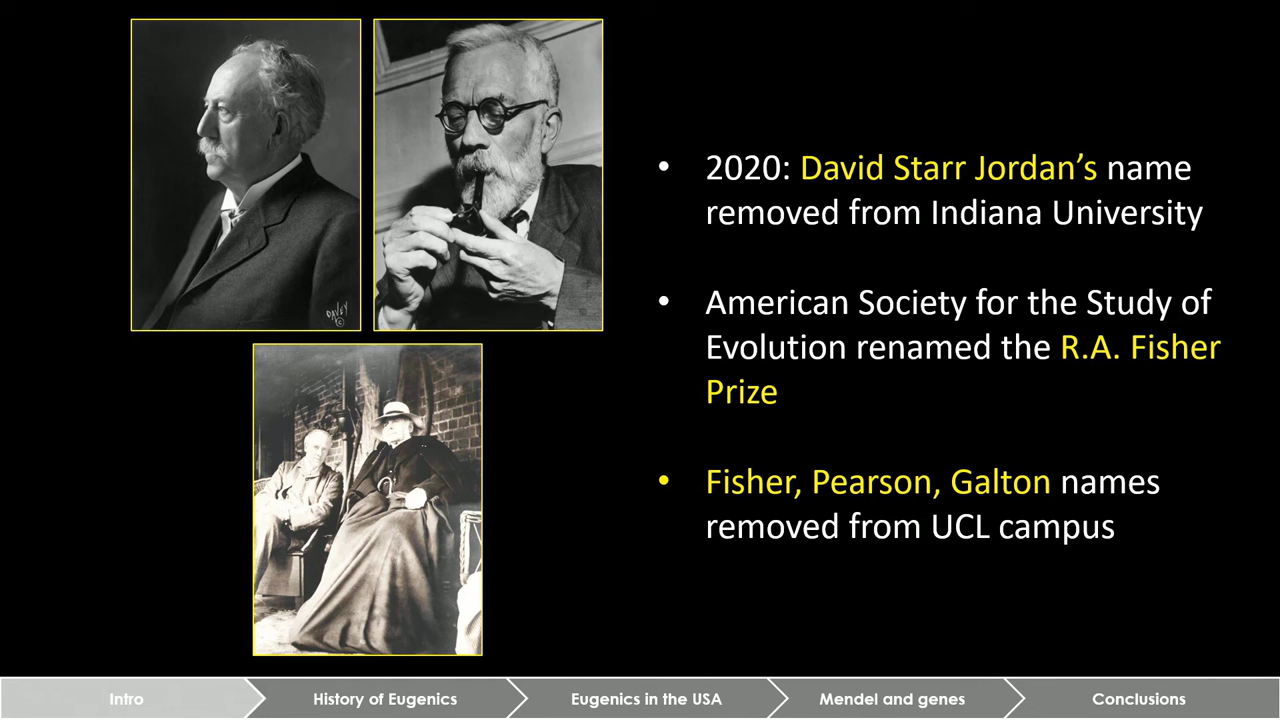 DAVEY
©
• 2020: David Starr Jordan’s name
removed from Indiana University
• American Society for the Study of
Evolution renamed the R.A. Fisher
Prize
• Fisher, Pearson, Galton names
removed from UCL campus
Intro
History of Eugenics
Eugenics in the USA
Mendel and genes
Conclusions